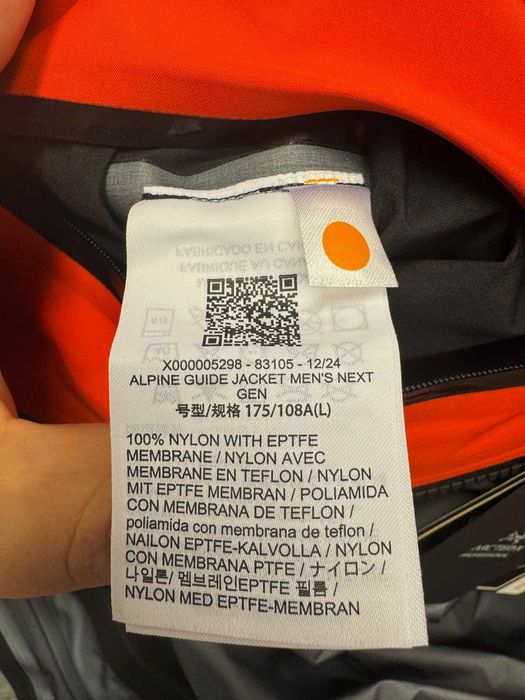 X000005298 - 83105 - 12/24
ALPINE GUIDE JACKET MEN'S NEXT
GEN
号型/规格 175/108A(L)
100% NYLON WITH EPTFE
MEMBRANE / NYLON AVEC
MEMBRANE EN TEFLON / NYLON
MIT EPTFE MEMBRAN / POLIAMIDA
CON MEMBRANA DE TEFLON /
poliamida con membrana de teflon /
NAILON EPTFE-KALVOLLA / NYLON
CON MEMBRANA PTFE / ナイロン /
나일론/ 멤브레인EPTFE 필름 /
NYLON MED EPTFE-MEMBRAN